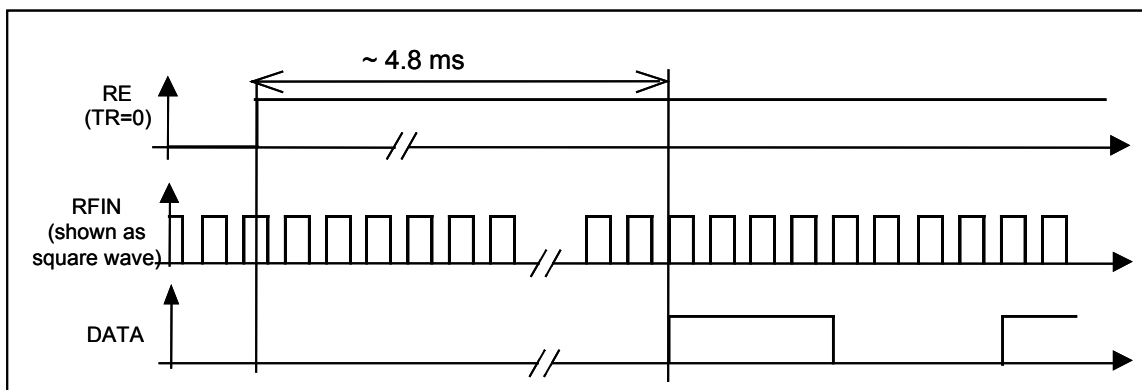 ~ 4.8 ms
RE
(TR=0)
RFIN
(shown as
square wave)
DATA